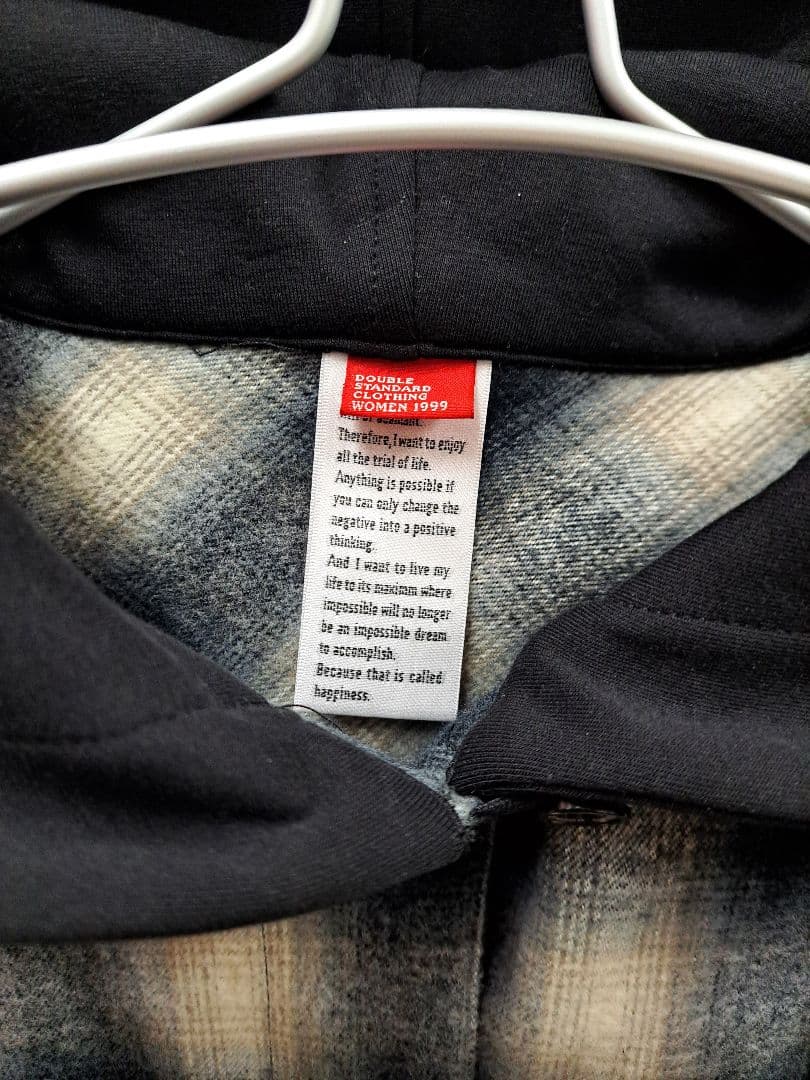 DOUBLE
STANDARD
CLOTHING
WOMEN 1999
Therefore, I want to enjoy
all the trial of life.
Anything is possible if
you can only change the
negative into a positive
thinking.
And I want to live my
life to its maximm where
impossible will no longer
be an impossible dream
to accomplish.
Because that is called
happiness.